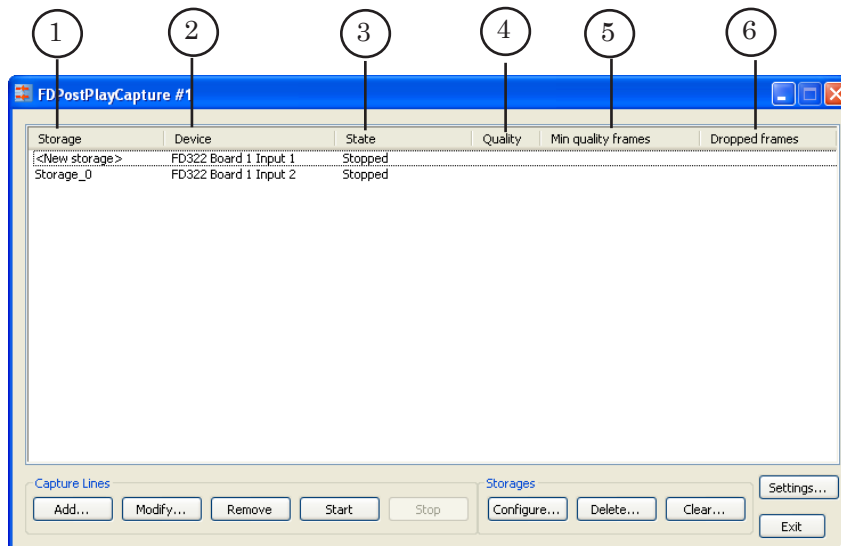 1 2 3 4 5 6
FDPostPlayCapture #1
Storage Device State Quality Min quality frames Dropped frames
<New storage> FD322 Board 1 Input 1 Stopped
Storage_0 FD322 Board 1 Input 2 Stopped
Capture Lines Storages
Settings...
Add... Modify... Remove Start Stop Configure... Delete... Clear...
Exit